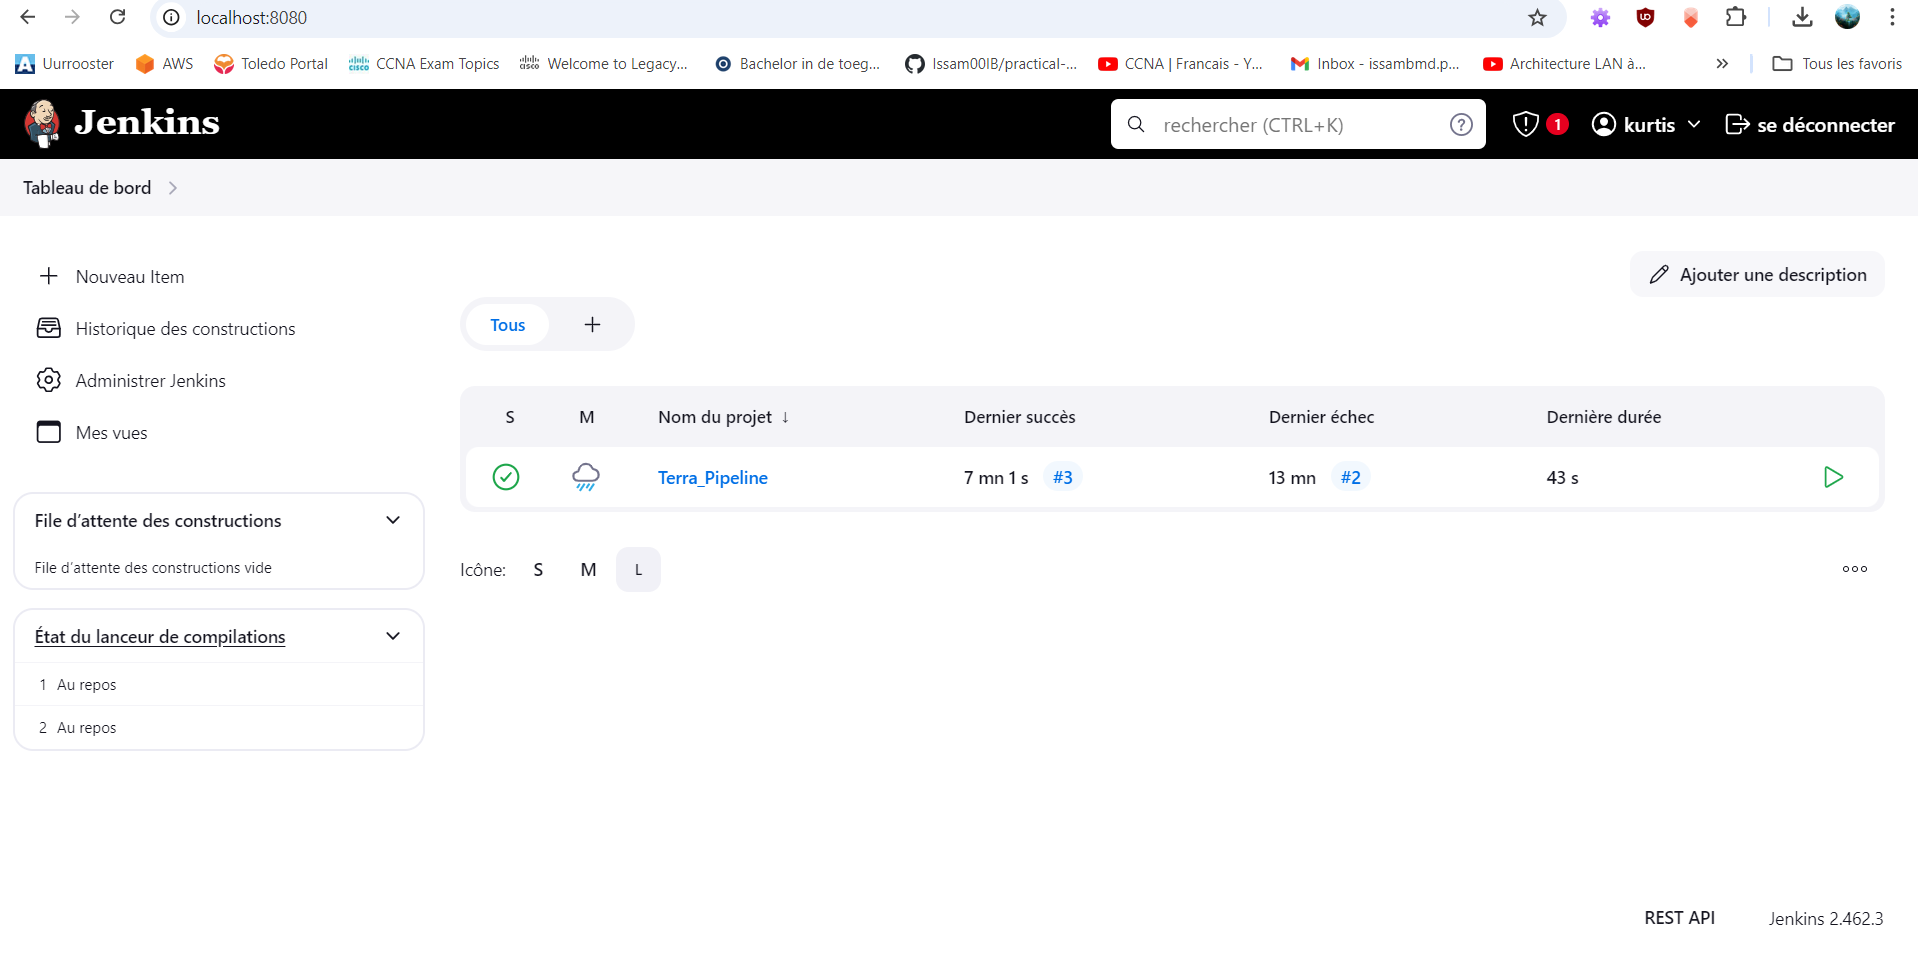 localhost:8080
Uurrooster AWS Toledo Portal CCNA Exam Topics Welcome to Legacy... Bachelor in de toeg... Issam00IB/practical-... CCNA | Francais - Y... Inbox - issambmd.p... Architecture LAN à... » Tous les favoris
Jenkins rechercher (CTRL+K) ? 1 kurtis se déconnecter
Tableau de bord
Ajouter une description
Nouveau Item
Historique des constructions
Administrer Jenkins
Mes vues
File d’attente des constructions
File d’attente des constructions vide
État du lanceur de compilations
1 Au repos
2 Au repos
Tous +
S M Nom du projet ↓ Dernier succès Dernier échec Dernière durée
Terra_Pipeline 7 mn 1 s #3 13 mn #2 43 s
Icône: S M L
REST API Jenkins 2.462.3